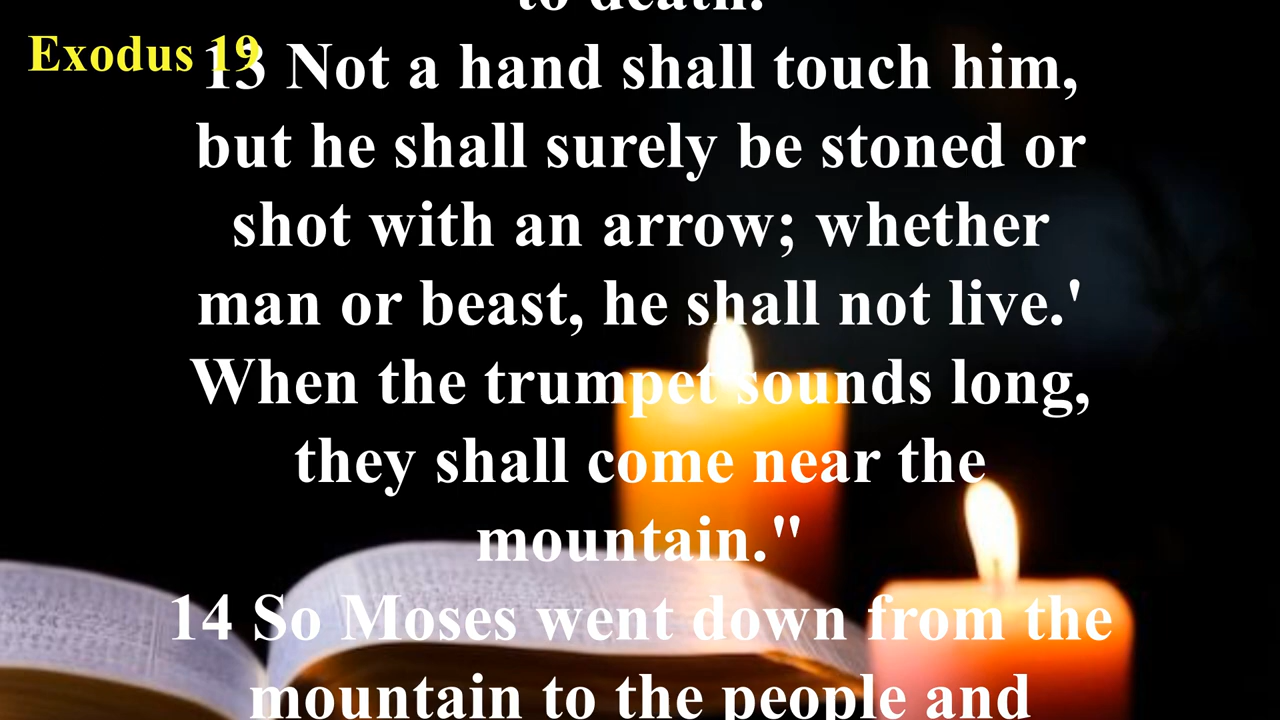 to death.'
Exodus 19
13 Not a hand shall touch him,
but he shall surely be stoned or
shot with an arrow; whether
man or beast, he shall not live.'
When the trumpet sounds long,
they shall come near the
mountain."
14 So Moses went down from the
mountain to the people and